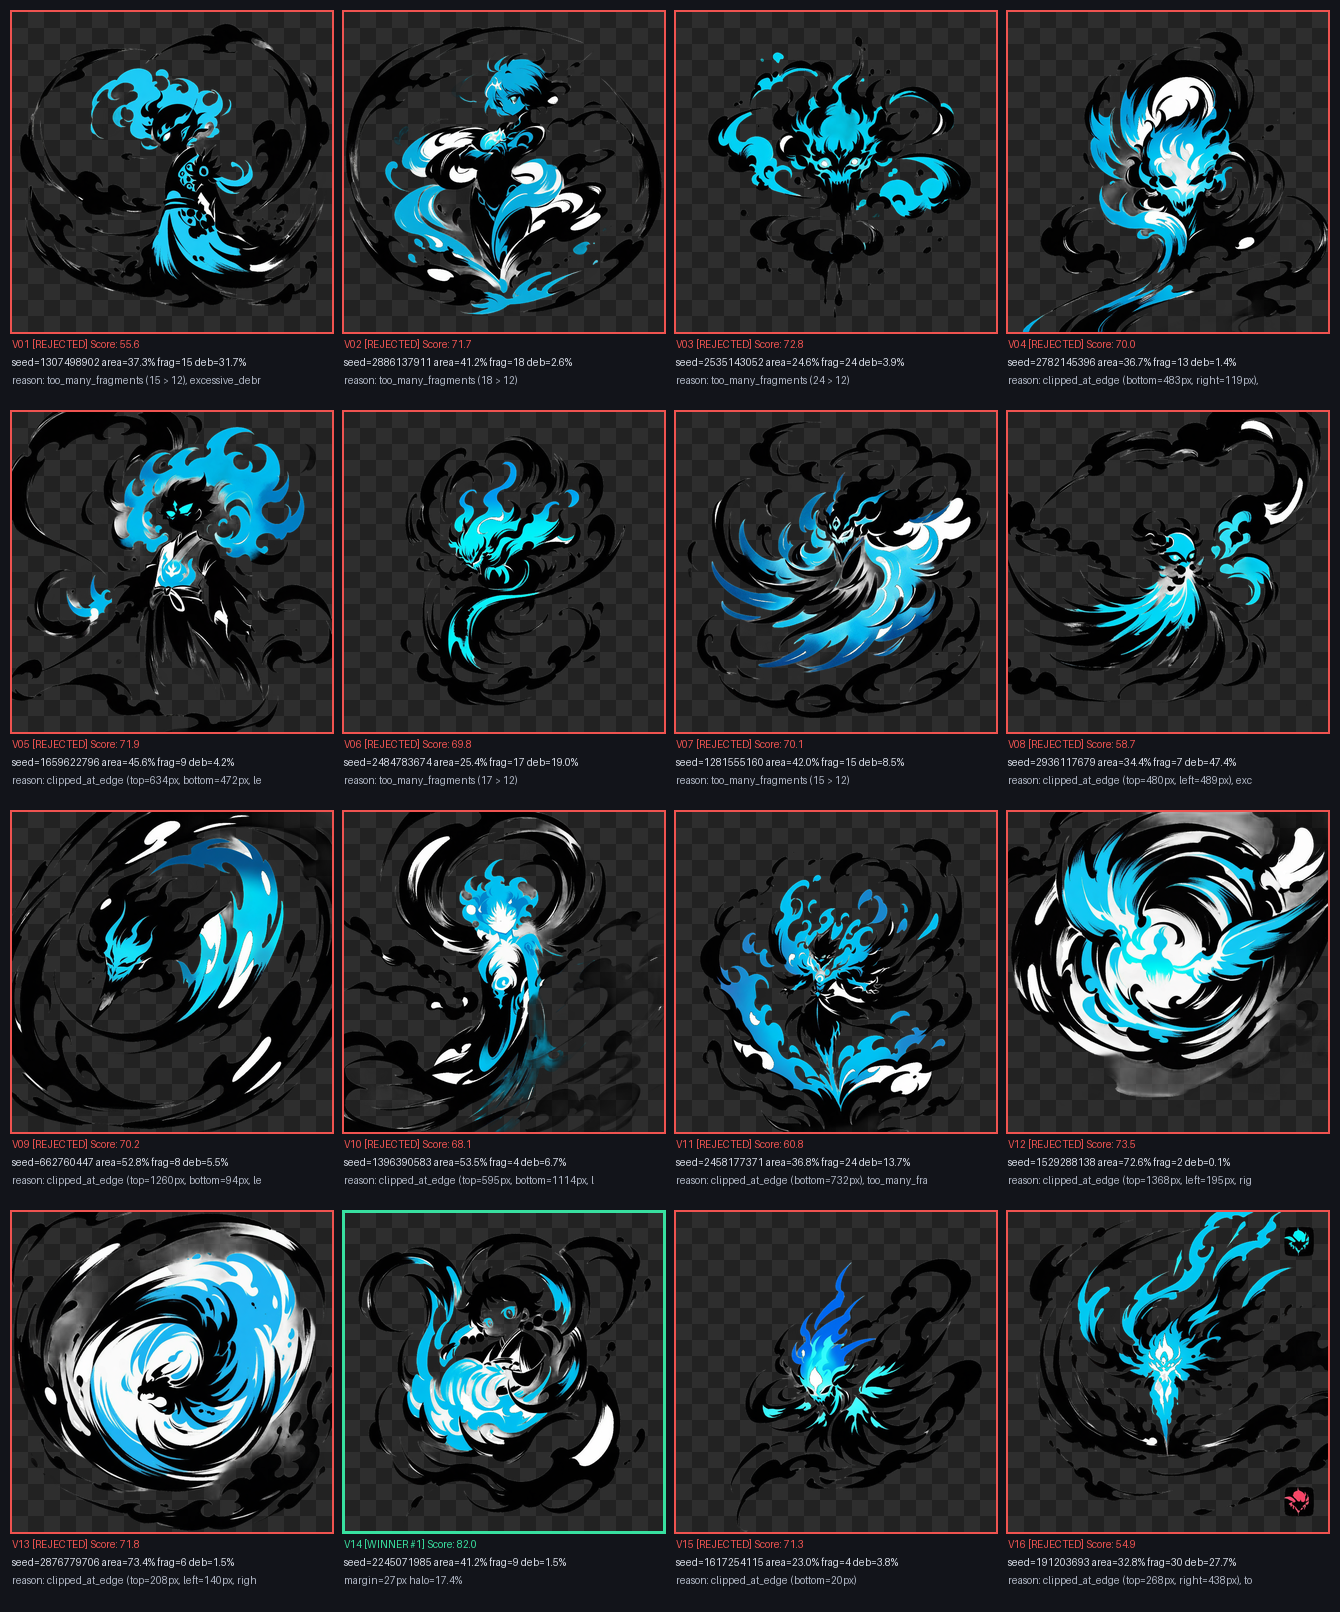 V01 [REJECTED] Score: 55.6
seed=1307498902 area=37.3% frag=15 deb=31.7%
reason: too_many_fragments (15 > 12), excessive_debr
V02 [REJECTED] Score: 71.7
seed=2886137911 area=41.2% frag=18 deb=2.6%
reason: too_many_fragments (18 > 12)
V03 [REJECTED] Score: 72.8
seed=2535143052 area=24.6% frag=24 deb=3.9%
reason: too_many_fragments (24 > 12)
V04 [REJECTED] Score: 70.0
seed=2782145396 area=36.7% frag=13 deb=1.4%
reason: clipped_at_edge (bottom=483px, right=119px),
V05 [REJECTED] Score: 71.9
seed=1659622796 area=45.6% frag=9 deb=4.2%
reason: clipped_at_edge (top=634px, bottom=472px, le
V06 [REJECTED] Score: 69.8
seed=2484783674 area=25.4% frag=17 deb=19.0%
reason: too_many_fragments (17 > 12)
V07 [REJECTED] Score: 70.1
seed=1281555160 area=42.0% frag=15 deb=8.5%
reason: too_many_fragments (15 > 12)
V08 [REJECTED] Score: 58.7
seed=2936117679 area=34.4% frag=7 deb=47.4%
reason: clipped_at_edge (top=480px, left=489px), exc
V09 [REJECTED] Score: 70.2
seed=662760447 area=52.8% frag=8 deb=5.5%
reason: clipped_at_edge (top=1260px, bottom=94px, le
V10 [REJECTED] Score: 68.1
seed=1396390583 area=53.5% frag=4 deb=6.7%
reason: clipped_at_edge (top=595px, bottom=1114px, l
V11 [REJECTED] Score: 60.8
seed=2458177371 area=36.8% frag=24 deb=13.7%
reason: clipped_at_edge (bottom=732px), too_many_fra
V12 [REJECTED] Score: 73.5
seed=1529288138 area=72.6% frag=2 deb=0.1%
reason: clipped_at_edge (top=1368px, left=195px, rig
V13 [REJECTED] Score: 71.8
seed=2876779706 area=73.4% frag=6 deb=1.5%
reason: clipped_at_edge (top=208px, left=140px, righ
V14 [WINNER #1] Score: 82.0
seed=2245071985 area=41.2% frag=9 deb=1.5%
margin=27px halo=17.4%
V15 [REJECTED] Score: 71.3
seed=1617254115 area=23.0% frag=4 deb=3.8%
reason: clipped_at_edge (bottom=20px)
V16 [REJECTED] Score: 54.9
seed=191203693 area=32.8% frag=30 deb=27.7%
reason: clipped_at_edge (top=268px, right=438px), to